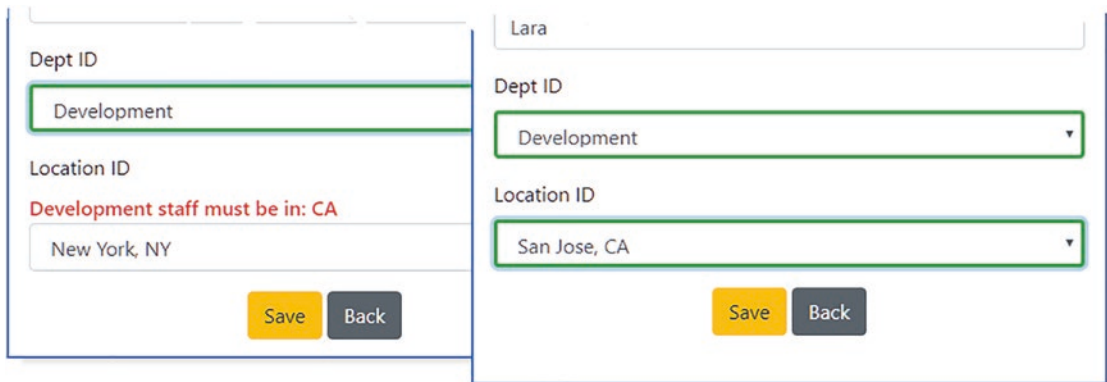 Dept ID
Development
Location ID
Development staff must be in: CA
New York, NY
Save Back
Lara
Dept ID
Development
Location ID
San Jose, CA
Save Back